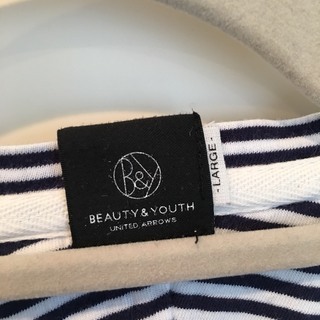 B&Y
BEAUTY & YOUTH
UNITED ARROWS
- LARGE -